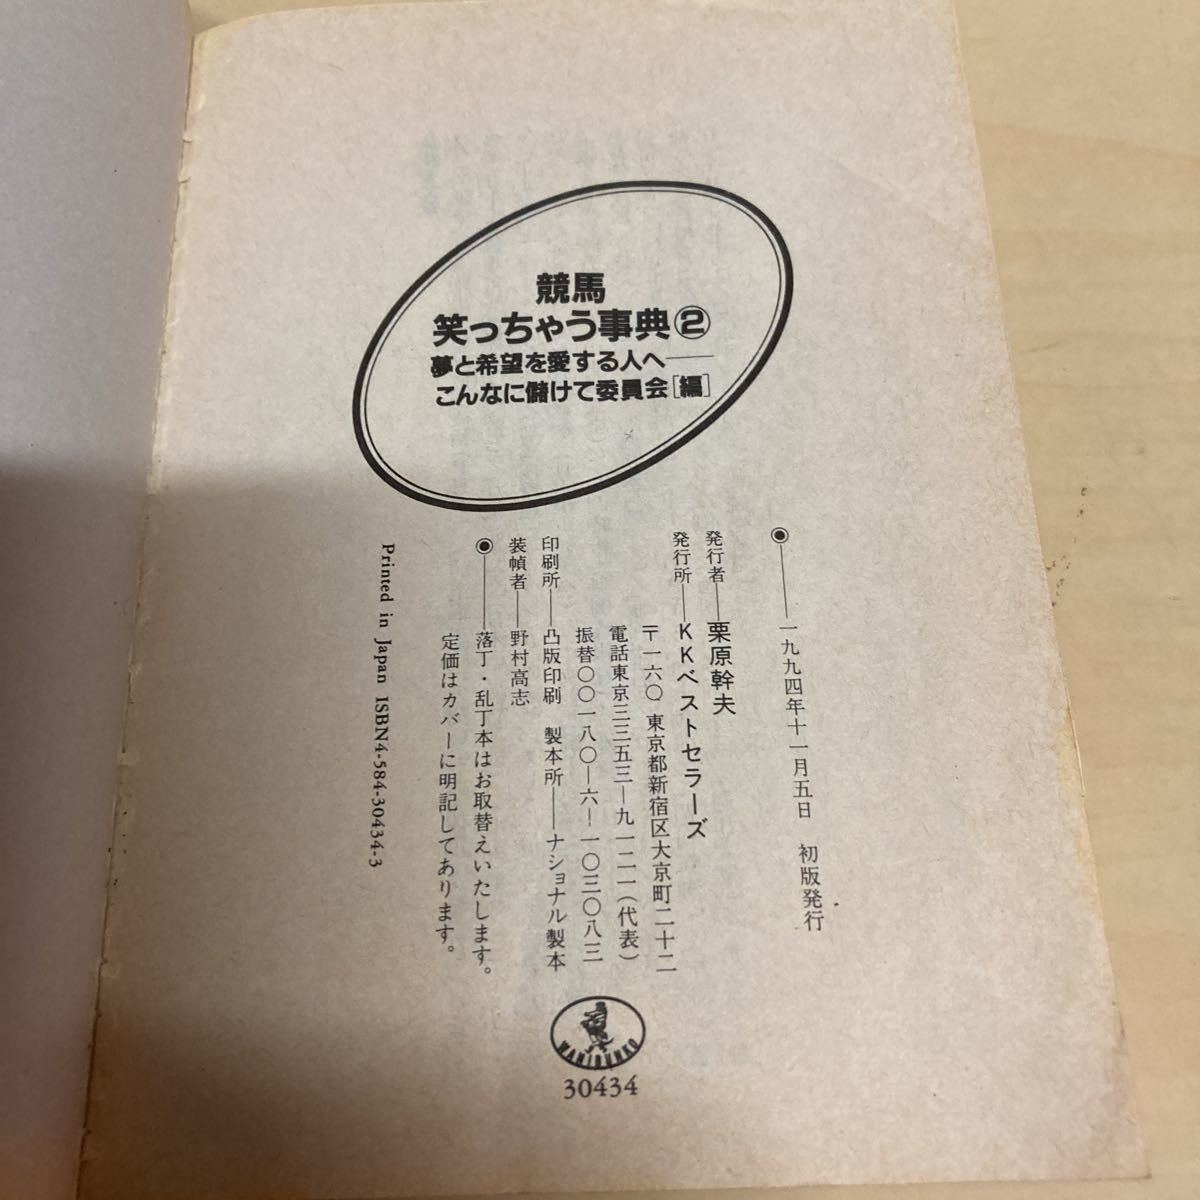 競馬
笑っちゃう事典②
夢と希望を愛する人へ――
こんなに儲けて委員会[編]
◉――一九九四年十一月五日 初版発行
発行者――栗原幹夫
発行所――KKベストセラーズ
〒一六〇 東京都新宿区大京町二十二
電話東京三三五三―九一二一(代表)
振替〇〇一八〇―六―一〇三〇八三
印刷所――凸版印刷 製本所――ナショナル製本
装幀者――野村高志
◉――落丁・乱丁本はお取替えいたします。
定価はカバーに明記してあります。
Printed in Japan ISBN4-584-30434-3
WANIBUNKO
30434